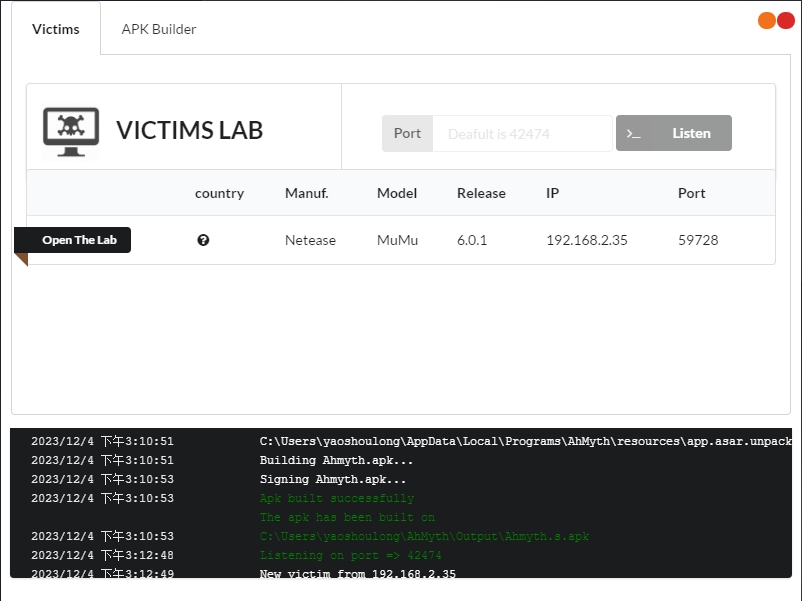 Victims APK Builder
VICTIMS LAB
Port Deafult is 42474 >_ Listen
country Manuf. Model Release IP Port
Open The Lab ? Netease MuMu 6.0.1 192.168.2.35 59728
2023/12/4 下午3:10:51 C:\Users\yaoshoulong\AppData\Local\Programs\AhMyth\resources\app.asar.unpack
2023/12/4 下午3:10:51 Building Ahmyth.apk...
2023/12/4 下午3:10:53 Signing Ahmyth.apk...
2023/12/4 下午3:10:53 Apk built successfully
The apk has been built on
2023/12/4 下午3:10:53 C:\Users\yaoshoulong\AhMyth\Output\Ahmyth.s.apk
2023/12/4 下午3:12:48 Listening on port => 42474
2023/12/4 下午3:12:49 New victim from 192.168.2.35